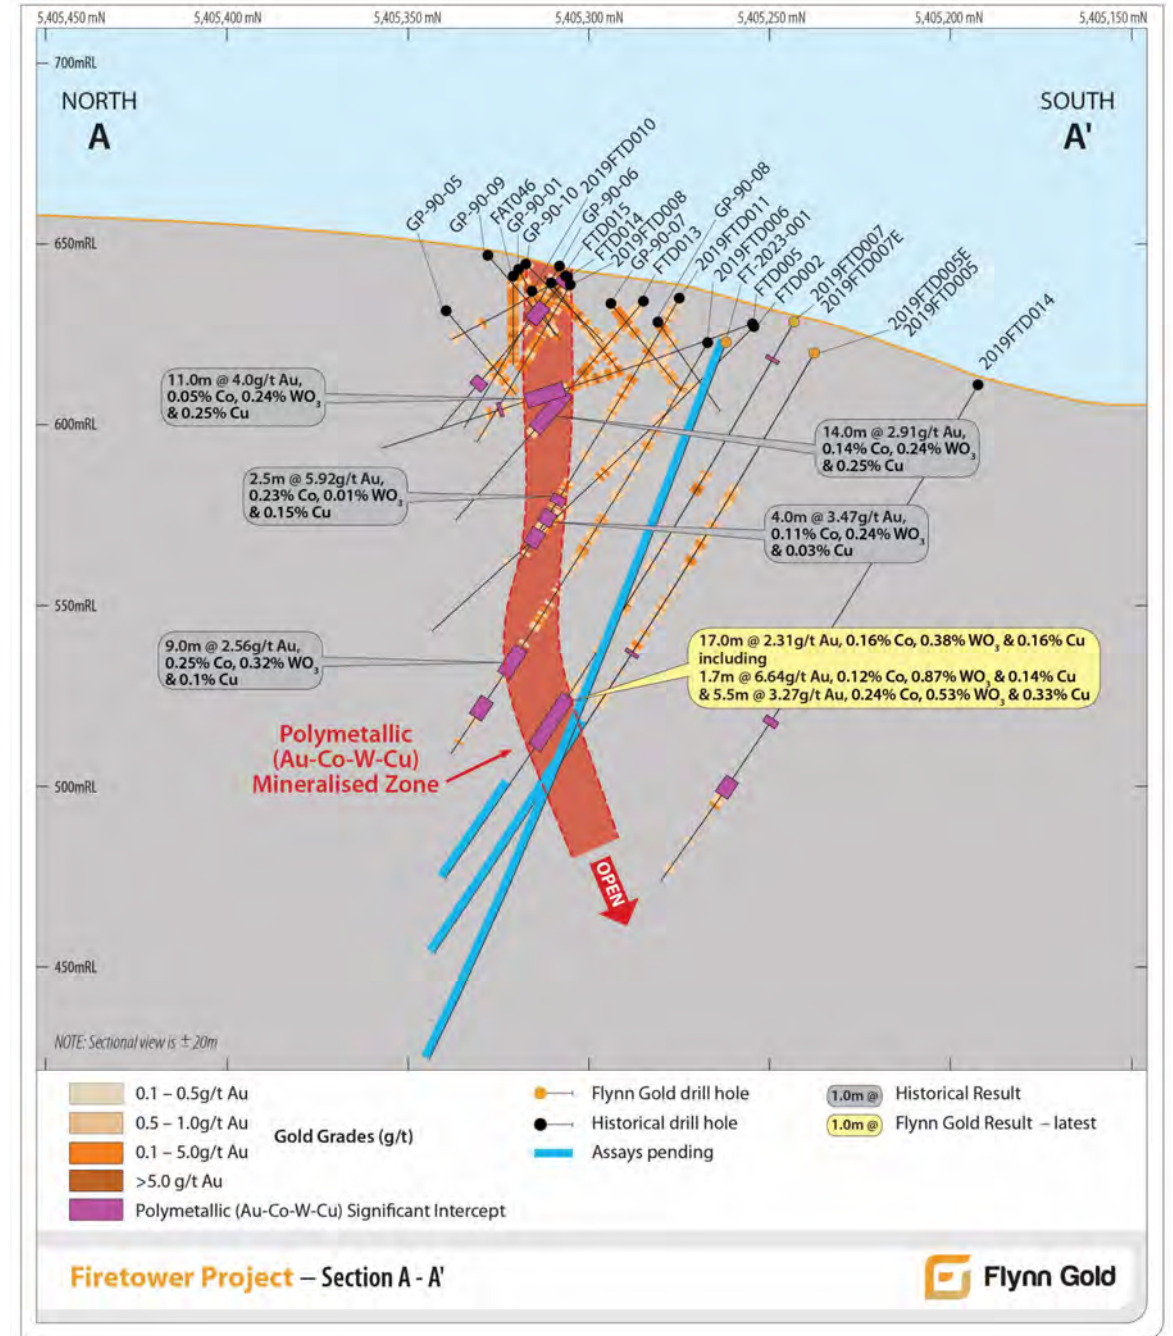 5,405,450 mN
5,405,400 mN
5,405,350 mN
5,405,300 mN
5,405,250 mN
5,405,200 mN
5,405,150 mN
700mRL
NORTH
A
SOUTH
A'
GP-90-05
GP-90-09
FAT046
GP-90-01
GP-90-10
2019FTD010
GP-90-06
FTD015
FTD014
2019FTD008
GP-90-07
FTD013
GP-90-08
2019FTD011
2019FTD006
FT-2023-001
FTD005
FTD002
2019FTD007
2019FTD007E
2019FTD005E
2019FTD005
2019FTD014
650mRL
11.0m @ 4.0g/t Au,
0.05% Co, 0.24% WO₃
& 0.25% Cu
600mRL
14.0m @ 2.91g/t Au,
0.14% Co, 0.24% WO₃
& 0.25% Cu
2.5m @ 5.92g/t Au,
0.23% Co, 0.01% WO₃
& 0.15% Cu
4.0m @ 3.47g/t Au,
0.11% Co, 0.24% WO₃
& 0.03% Cu
550mRL
9.0m @ 2.56g/t Au,
0.25% Co, 0.32% WO₃
& 0.1% Cu
17.0m @ 2.31g/t Au, 0.16% Co, 0.38% WO₃ & 0.16% Cu
including
1.7m @ 6.64g/t Au, 0.12% Co, 0.87% WO₃ & 0.14% Cu
& 5.5m @ 3.27g/t Au, 0.24% Co, 0.53% WO₃ & 0.33% Cu
Polymetallic
(Au-Co-W-Cu)
Mineralised Zone
500mRL
OPEN
450mRL
NOTE: Sectional view is ± 20m
0.1 – 0.5g/t Au
0.5 – 1.0g/t Au
0.1 – 5.0g/t Au
>5.0 g/t Au
Polymetallic (Au-Co-W-Cu) Significant Intercept
Gold Grades (g/t)
Flynn Gold drill hole
Historical drill hole
Assays pending
1.0m @ Historical Result
1.0m @ Flynn Gold Result – latest
Firetower Project – Section A - A'
Flynn Gold